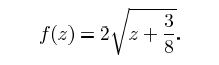 f(z) = 2√(z + 3/8).